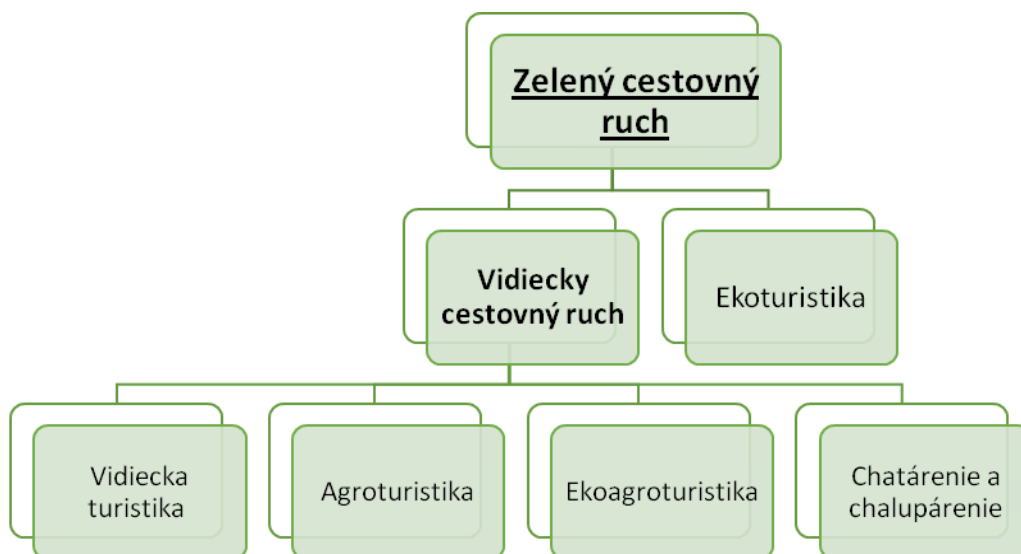 Zelený cestovný
ruch
Vidiecky
cestovný ruch
Ekoturistika
Vidiecka
turistika
Agroturistika
Ekoagroturistika
Chatárenie a
chalupárenie